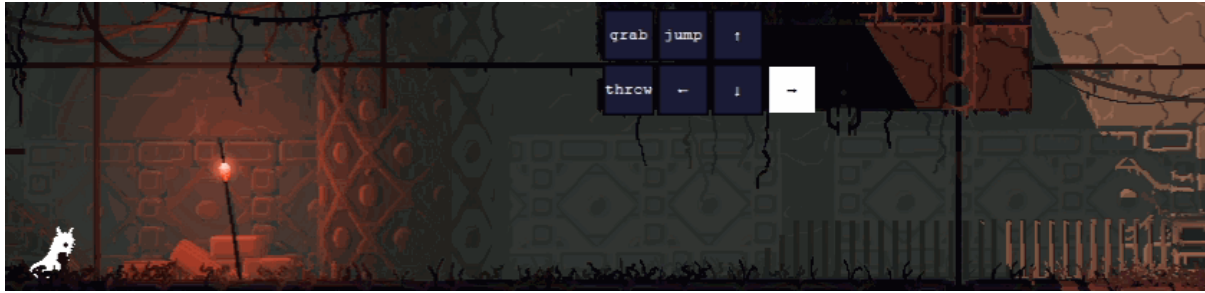 grab jump ↑
throw ← ↓ →